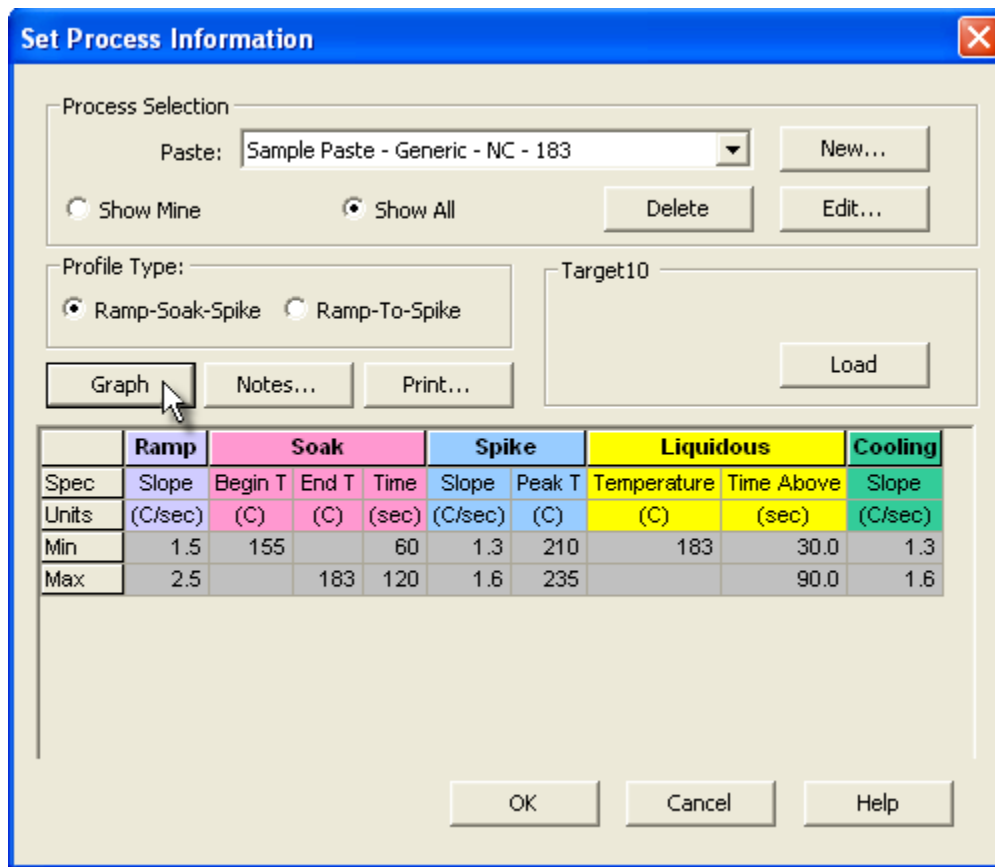 Set Process Information
Process Selection
Paste: Sample Paste - Generic - NC - 183 New...
Show Mine Show All Delete Edit...
Profile Type:
Ramp-Soak-Spike Ramp-To-Spike
Target10
Load
Graph Notes... Print...
Ramp Soak Spike Liquidous Cooling
Spec Slope Begin T End T Time Slope Peak T Temperature Time Above Slope
Units (C/sec) (C) (C) (sec) (C/sec) (C) (C) (sec) (C/sec)
Min 1.5 155 60 1.3 210 183 30.0 1.3
Max 2.5 183 120 1.6 235 90.0 1.6
OK Cancel Help